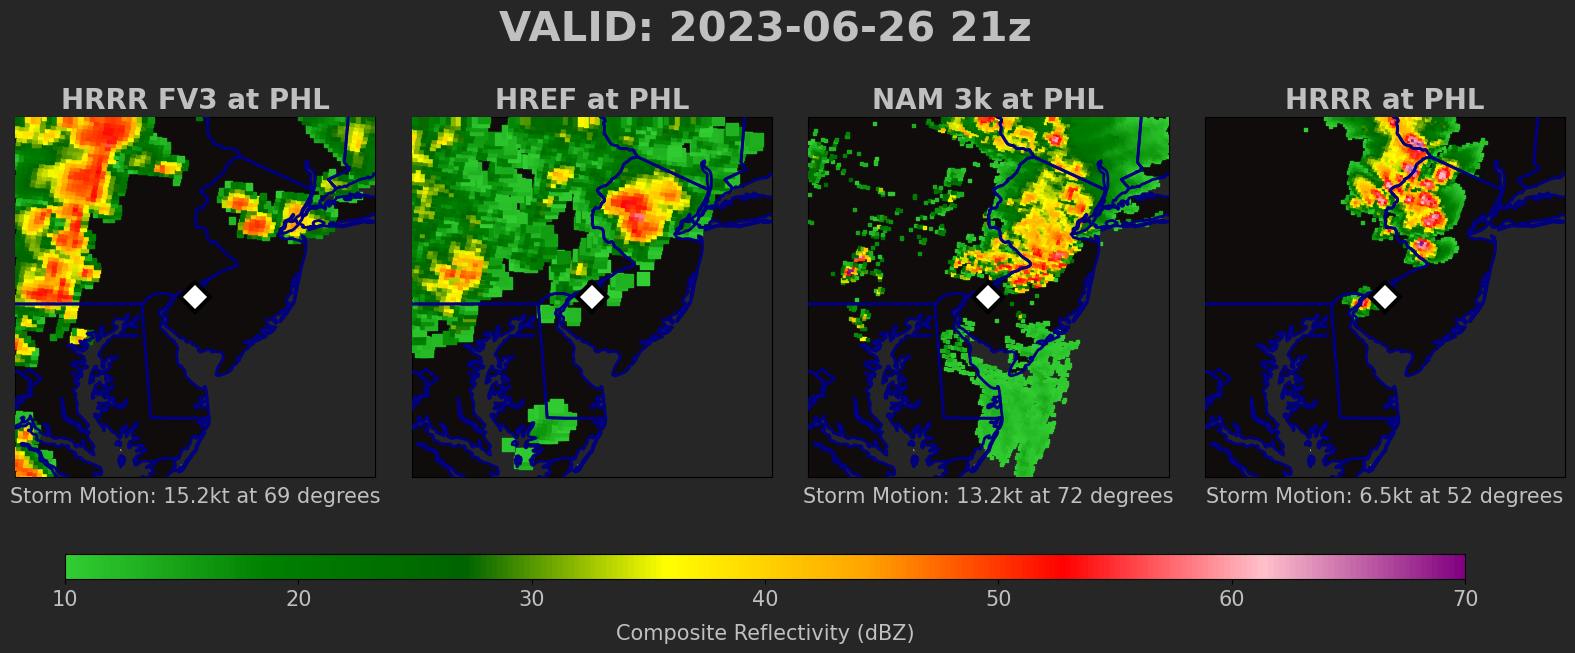 VALID: 2023-06-26 21z
HRRR FV3 at PHL
HREF at PHL
NAM 3k at PHL
HRRR at PHL
Storm Motion: 15.2kt at 69 degrees
Storm Motion: 13.2kt at 72 degrees
Storm Motion: 6.5kt at 52 degrees
10 20 30 40 50 60 70
Composite Reflectivity (dBZ)